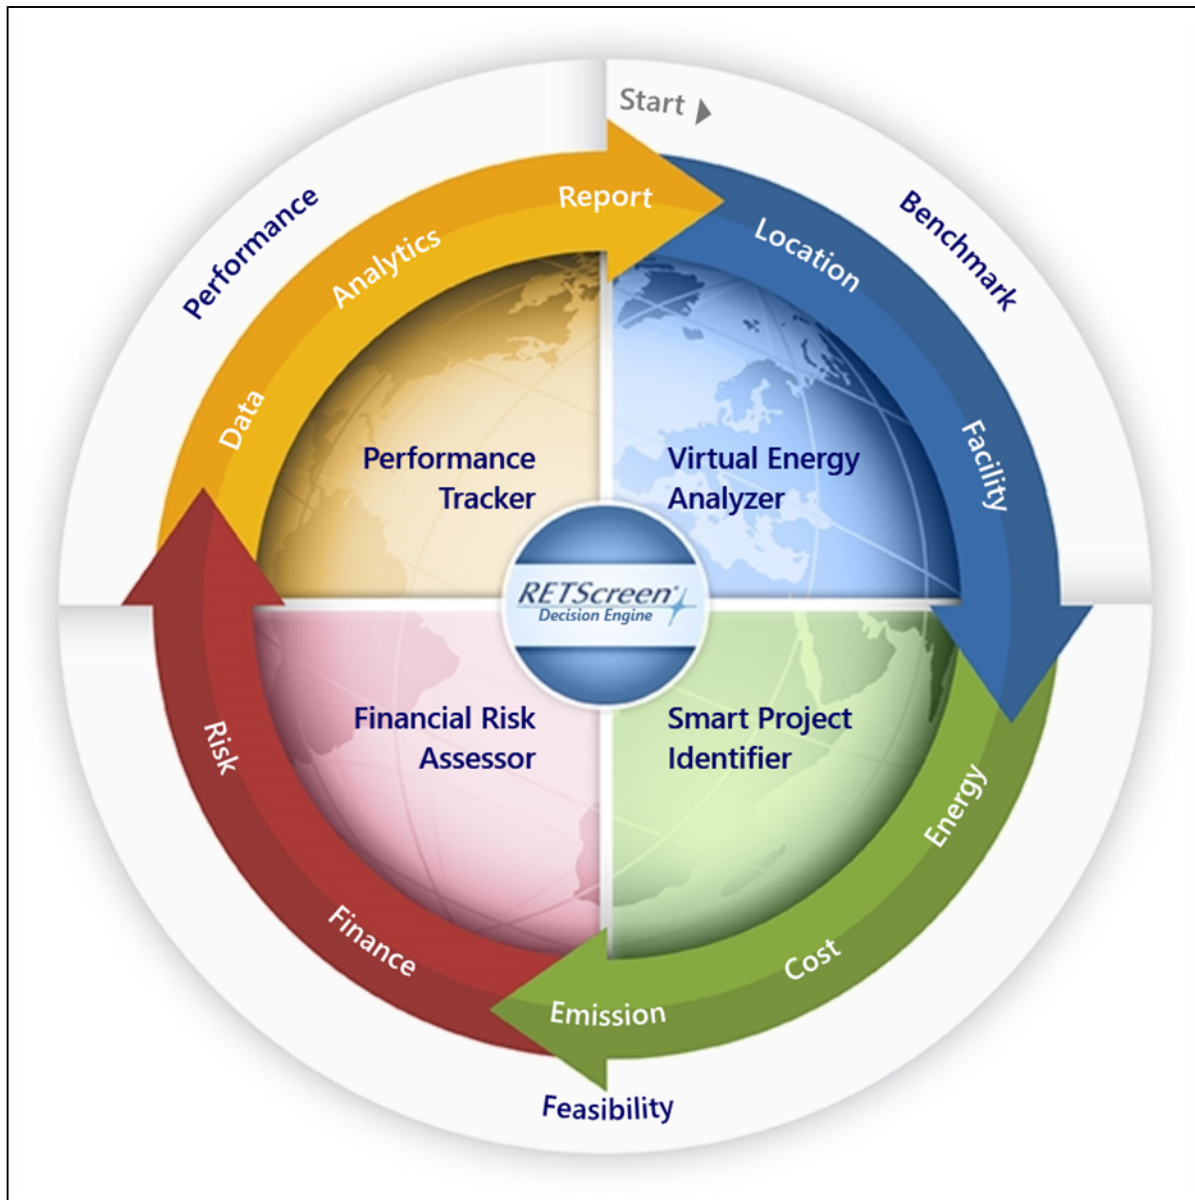 Start
Benchmark
Location
Facility
Virtual Energy
Analyzer
Energy
Cost
Emission
Smart Project
Identifier
Feasibility
Finance
Risk
Financial Risk
Assessor
Performance
Data
Analytics
Report
Performance
Tracker
RETScreen®
Decision Engine